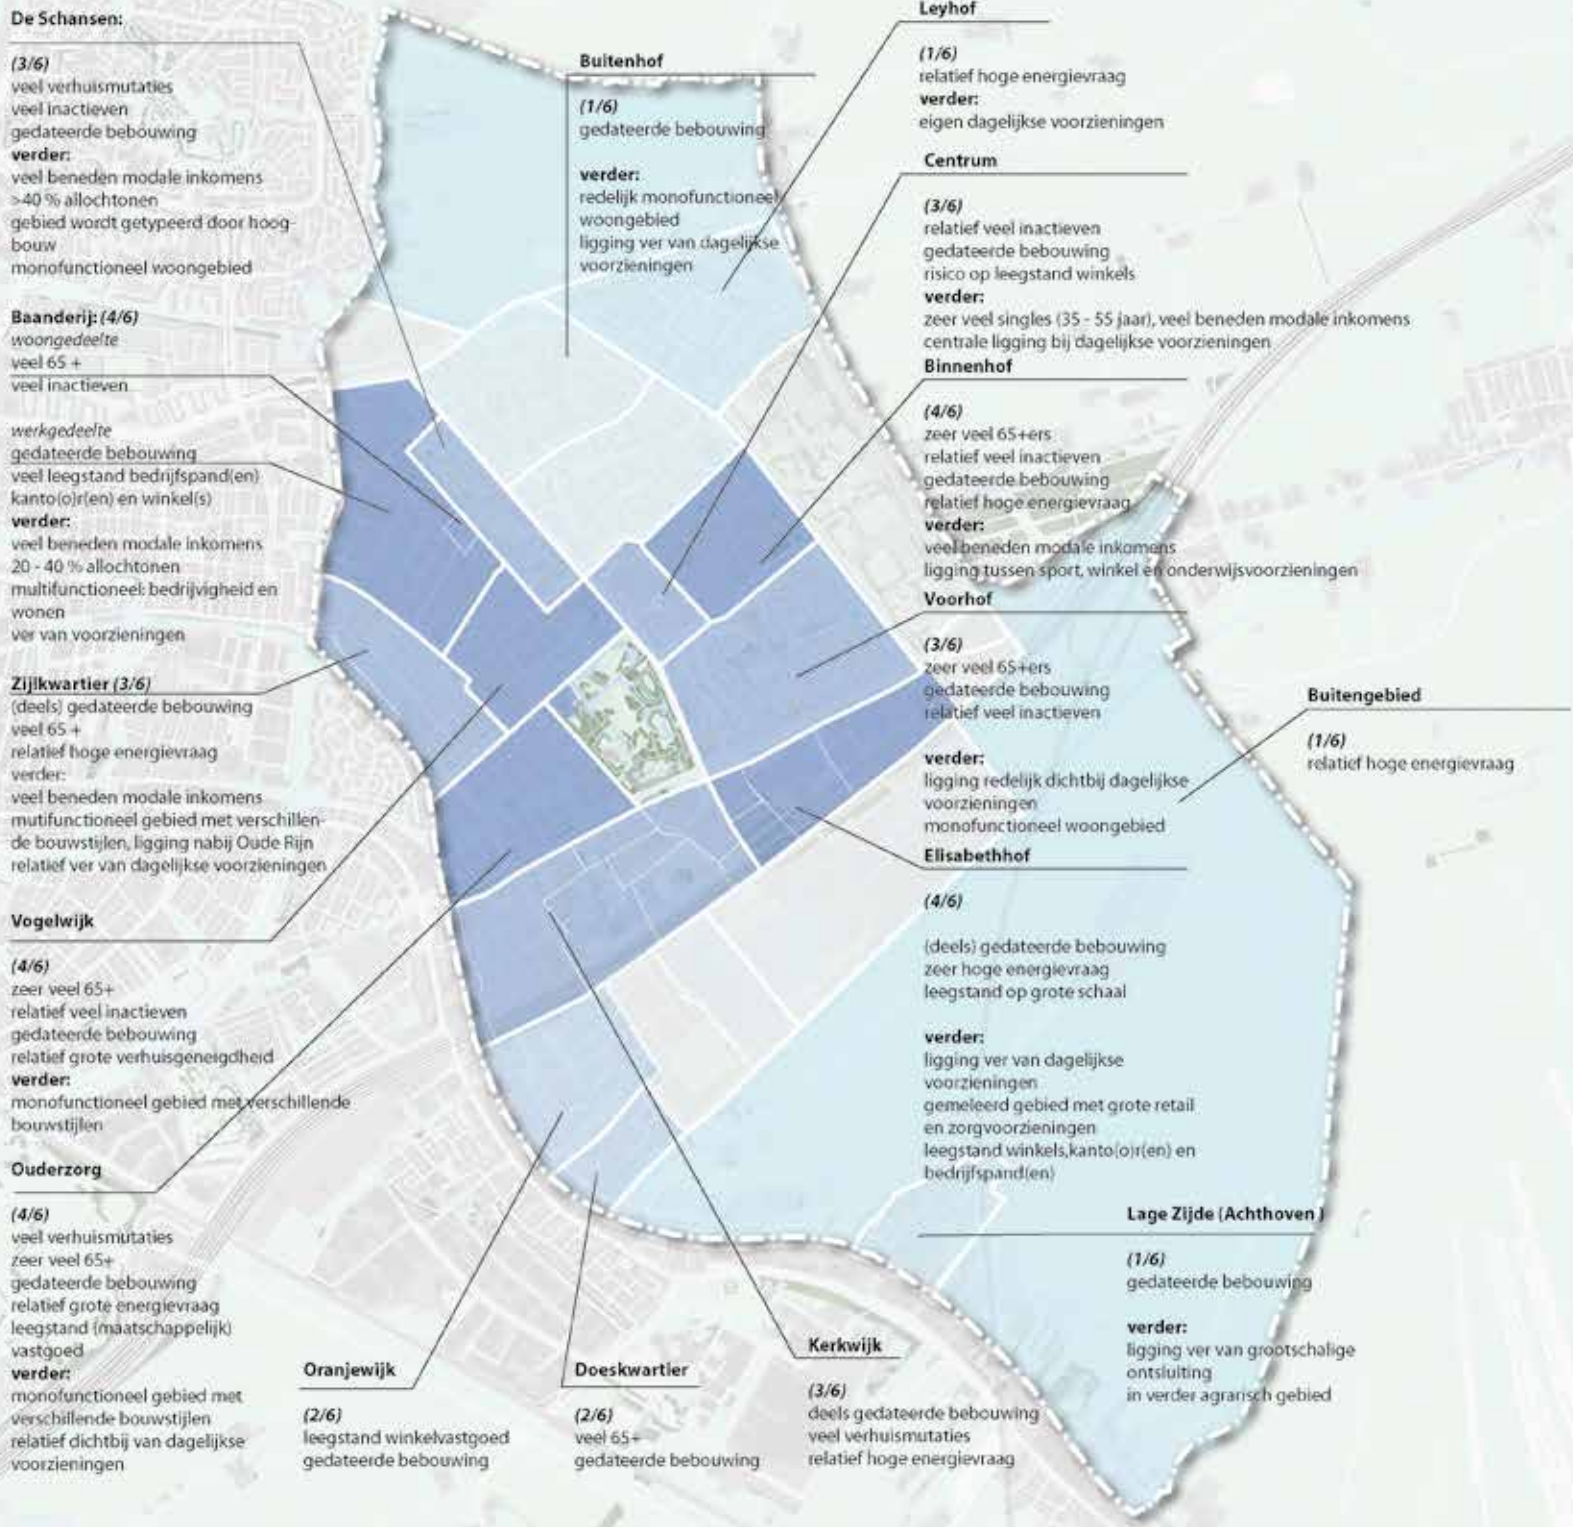 De Schansen:
(3/6)
veel verhuismutaties
veel inactieven
gedateerde bebouwing
verder:
veel beneden modale inkomens
>40 % allochtonen
gebied wordt getypeerd door hoog-
bouw
monofunctioneel woongebied
Baanderij: (4/6)
woongedeelte
veel 65 +
veel inactieven
werkgedeelte
gedateerde bebouwing
veel leegstand bedrijfspand(en)
kanto(o)r(en) en winkel(s)
verder:
veel beneden modale inkomens
20 - 40 % allochtonen
multifunctioneel: bedrijvigheid en
wonen
ver van voorzieningen
Zijlkwartier (3/6)
(deels) gedateerde bebouwing
veel 65 +
relatief hoge energievraag
verder:
veel beneden modale inkomens
mutifunctioneel gebied met verschillen-
de bouwstijlen, ligging nabij Oude Rijn
relatief ver van dagelijkse voorzieningen
Vogelwijk
(4/6)
zeer veel 65+
relatief veel inactieven
gedateerde bebouwing
relatief grote verhuisgeneigdheid
verder:
monofunctioneel gebied met verschillende
bouwstijlen
Ouderzorg
(4/6)
veel verhuismutaties
zeer veel 65+
gedateerde bebouwing
relatief grote energievraag
leegstand (maatschappelijk)
vastgoed
verder:
monofunctioneel gebied met
verschillende bouwstijlen
relatief dichtbij van dagelijkse
voorzieningen
Buitenhof
(1/6)
gedateerde bebouwing
verder:
redelijk monofunctioneel
woongebied
ligging ver van dagelijkse
voorzieningen
Leyhof
(1/6)
relatief hoge energievraag
verder:
eigen dagelijkse voorzieningen
Centrum
(3/6)
relatief veel inactieven
gedateerde bebouwing
risico op leegstand winkels
verder:
zeer veel singles (35 - 55 jaar), veel beneden modale inkomens
centrale ligging bij dagelijkse voorzieningen
Binnenhof
(4/6)
zeer veel 65+ers
relatief veel inactieven
gedateerde bebouwing
relatief hoge energievraag
verder:
veel beneden modale inkomens
ligging tussen sport, winkel en onderwijsvoorzieningen
Voorhof
(3/6)
zeer veel 65+ers
gedateerde bebouwing
relatief veel inactieven
verder:
ligging redelijk dichtbij dagelijkse
voorzieningen
monofunctioneel woongebied
Buitengebied
(1/6)
relatief hoge energievraag
Elisabethhof
(4/6)
(deels) gedateerde bebouwing
zeer hoge energievraag
leegstand op grote schaal
verder:
ligging ver van dagelijkse
voorzieningen
gemeleerd gebied met grote retail
en zorgvoorzieningen
leegstand winkels,kanto(o)r(en) en
bedrijfspand(en)
Lage Zijde (Achthoven )
(1/6)
gedateerde bebouwing
verder:
ligging ver van grootschalige
ontsluiting
in verder agrarisch gebied
Oranjewijk
(2/6)
leegstand winkelvastgoed
gedateerde bebouwing
Doeskwartier
(2/6)
veel 65+
gedateerde bebouwing
Kerkwijk
(3/6)
deels gedateerde bebouwing
veel verhuismutaties
relatief hoge energievraag